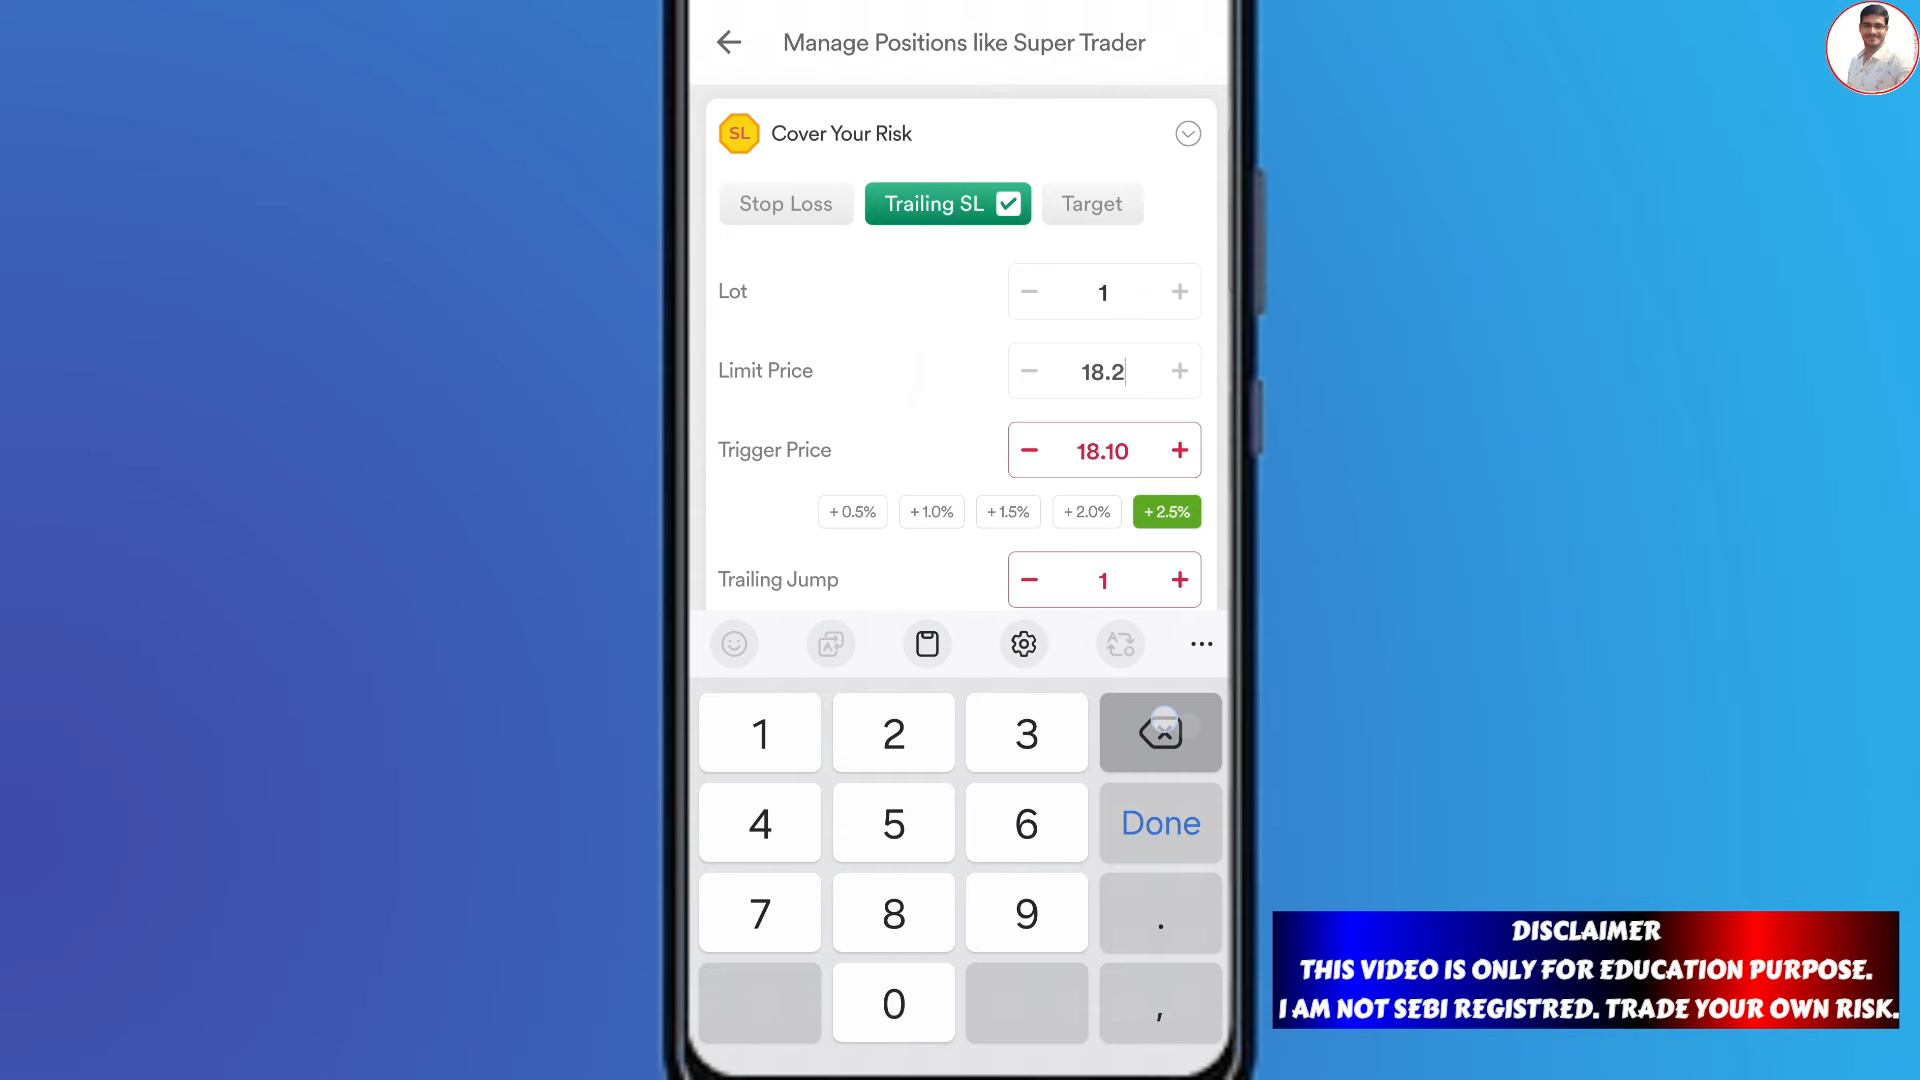 Manage Positions like Super Trader
SL Cover Your Risk
Stop Loss Trailing SL Target
Lot − 1 +
Limit Price − 18.2 +
Trigger Price − 18.10 +
+ 0.5% + 1.0% + 1.5% + 2.0% + 2.5%
Trailing Jump − 1 +
1 2 3
4 5 6 Done
7 8 9 .
0 ,
DISCLAIMER
THIS VIDEO IS ONLY FOR EDUCATION PURPOSE.
I AM NOT SEBI REGISTRED. TRADE YOUR OWN RISK.